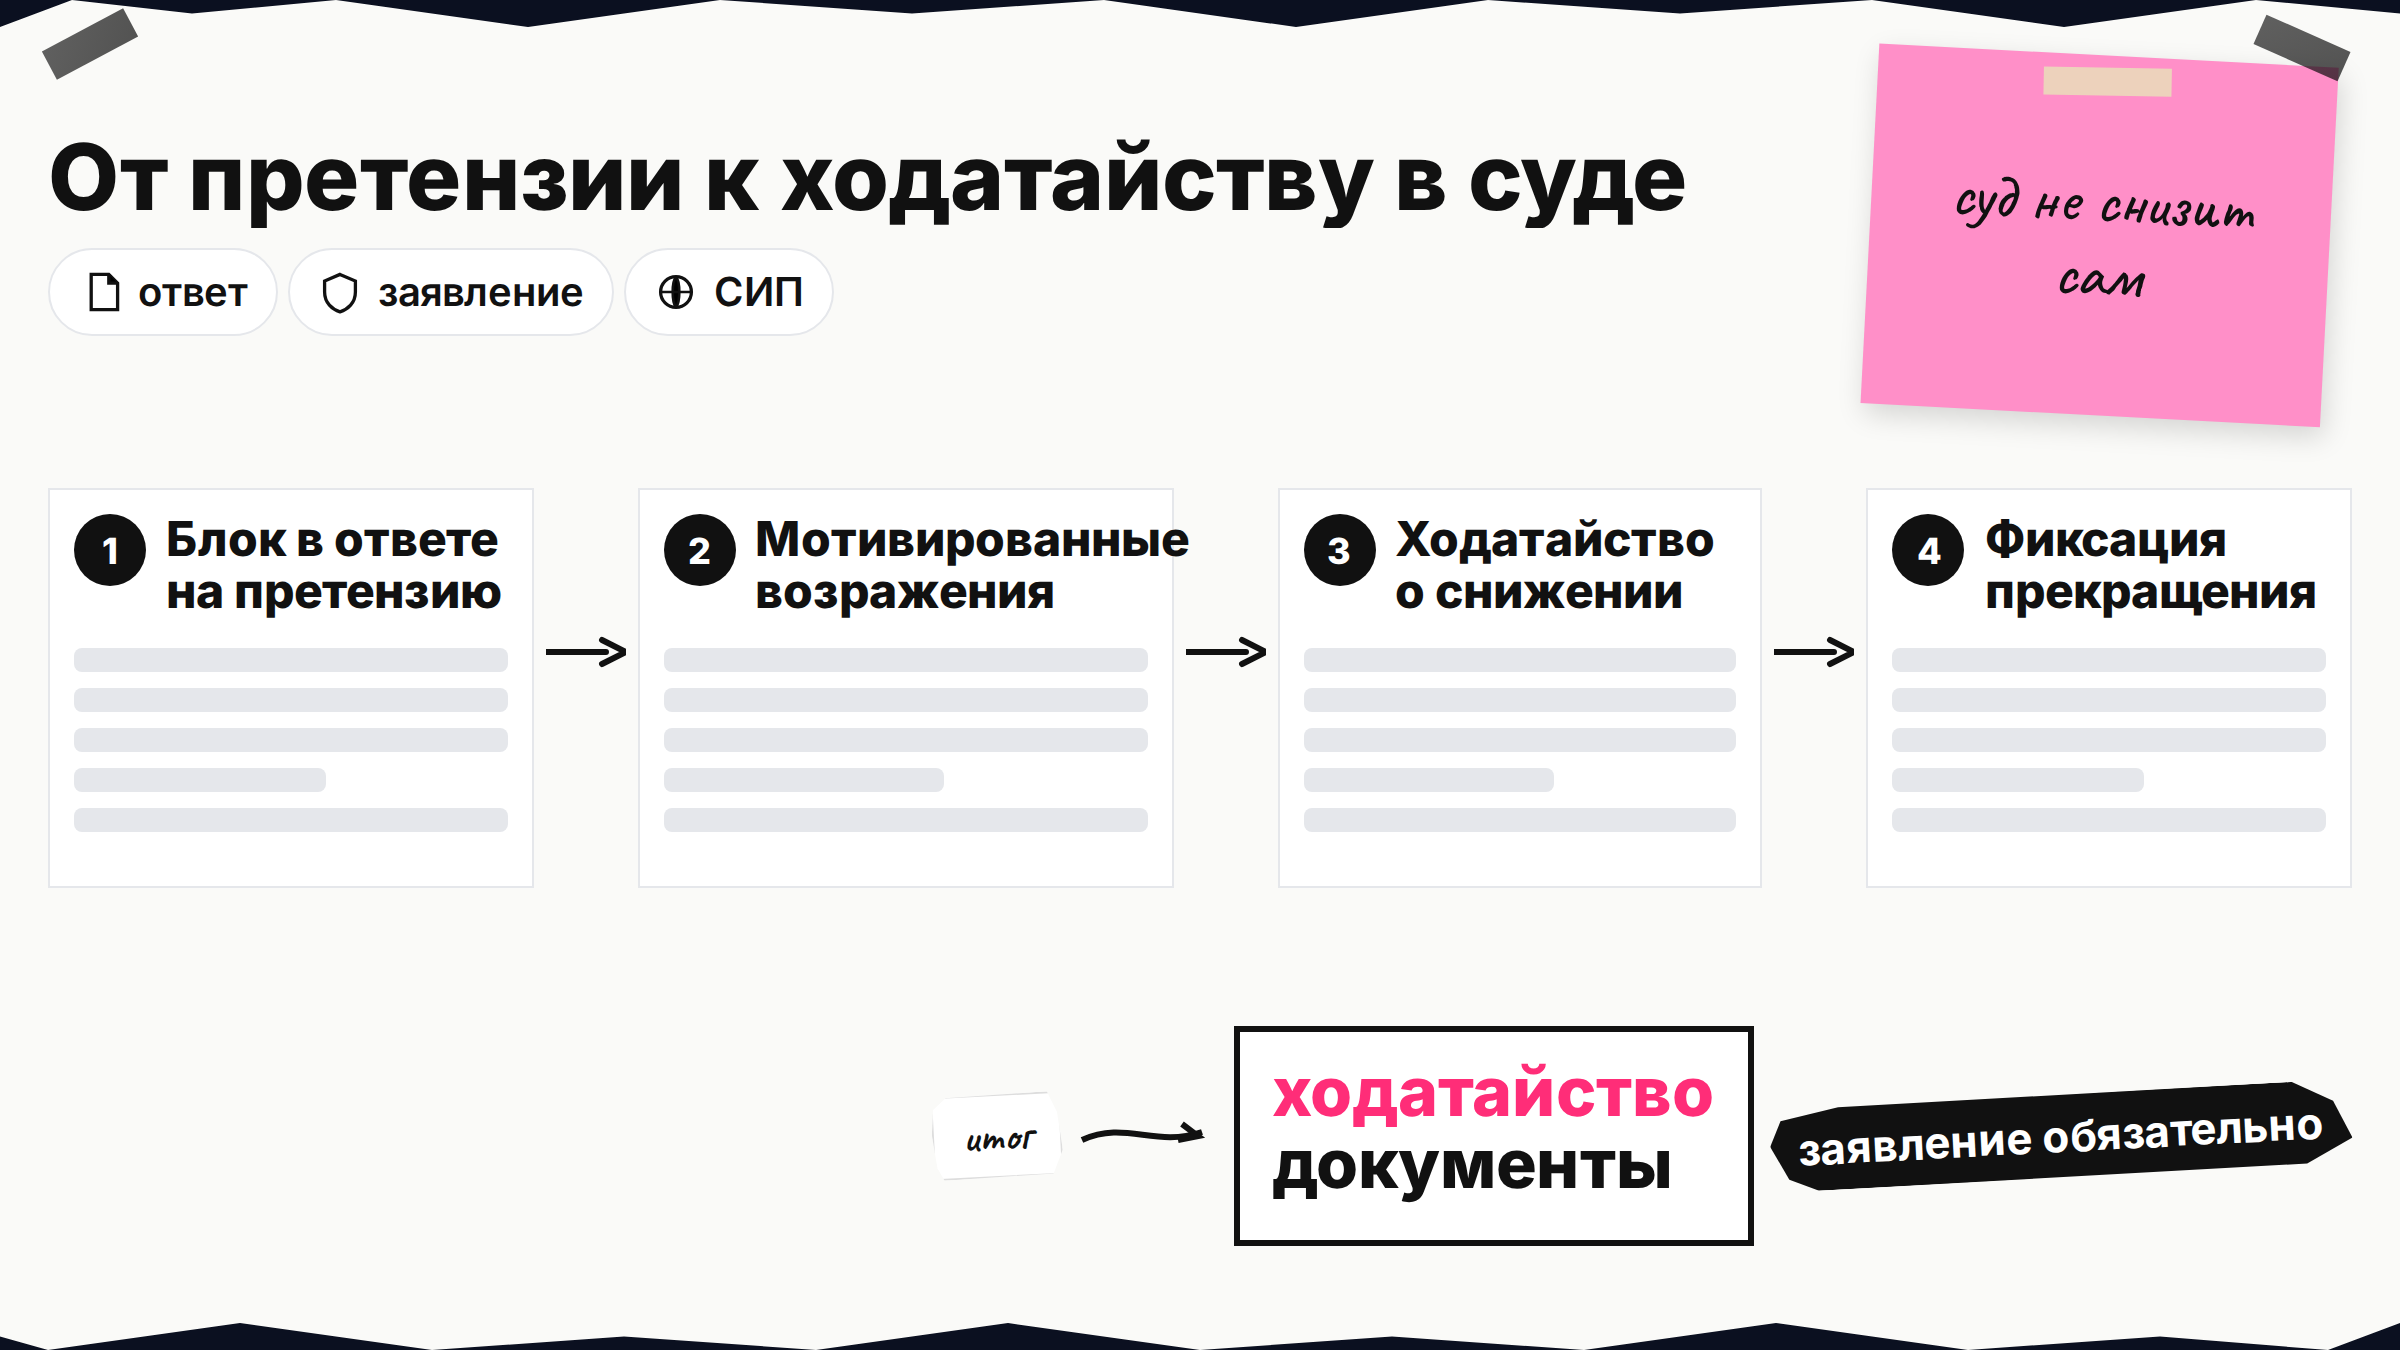 От претензии к ходатайству в суде
ответ
заявление
СИП
суд не снизит
сам
1
Блок в ответе
на претензию
2
Мотивированные
возражения
3
Ходатайство
о снижении
4
Фиксация
прекращения
итог
ходатайство
документы
заявление обязательно